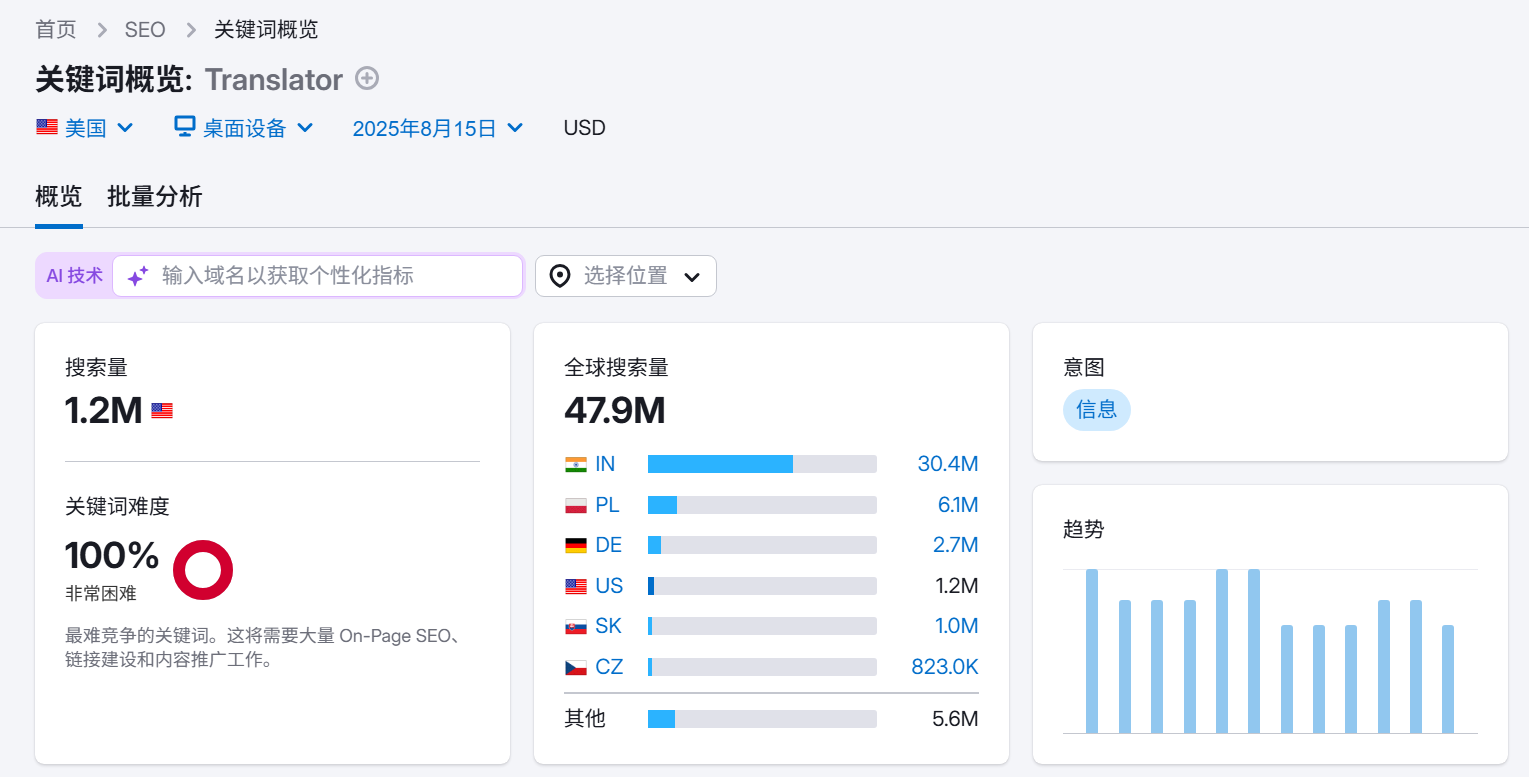 首页 > SEO > 关键词概览
关键词概览: Translator
美国 桌面设备 2025年8月15日 USD
概览 批量分析
AI 技术 输入域名以获取个性化指标 选择位置
搜索量
1.2M
关键词难度
100%
非常困难
最难竞争的关键词。这将需要大量 On-Page SEO、
链接建设和内容推广工作。
全球搜索量
47.9M
IN 30.4M
PL 6.1M
DE 2.7M
US 1.2M
SK 1.0M
CZ 823.0K
其他 5.6M
意图
信息
趋势